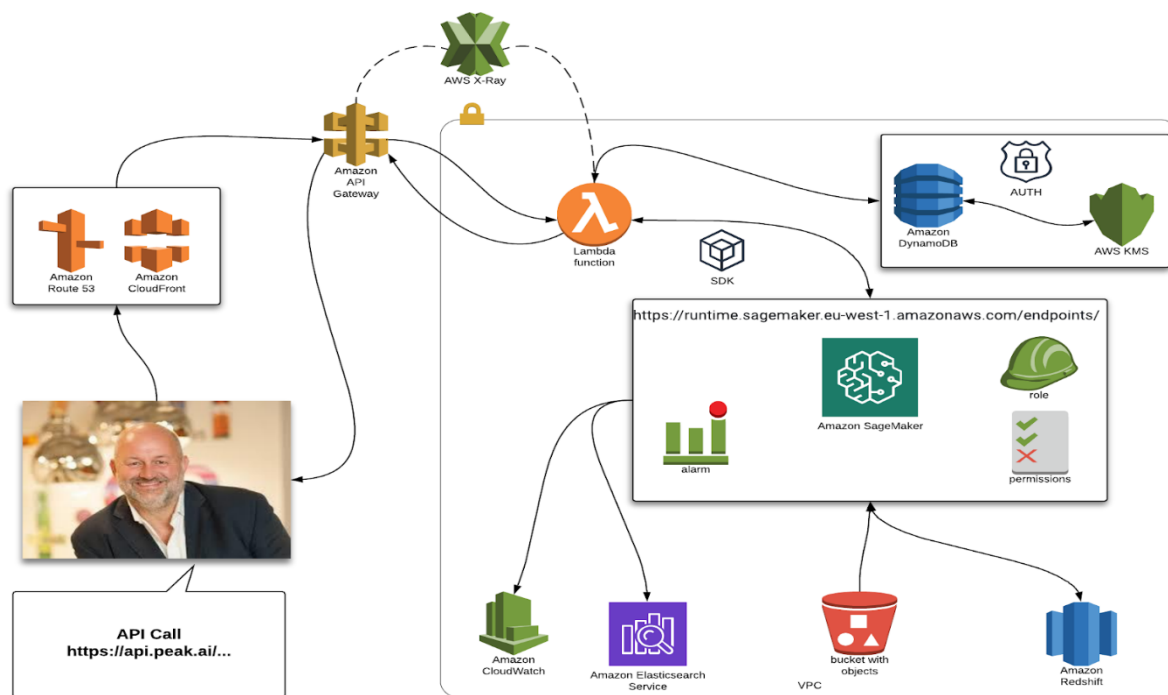 AWS X-Ray
Amazon
API
Gateway
Amazon
Route 53
Amazon
CloudFront
Lambda
function
SDK
AUTH
Amazon
DynamoDB
AWS KMS
https://runtime.sagemaker.eu-west-1.amazonaws.com/endpoints/
Amazon SageMaker
role
alarm
permissions
API Call
https://api.peak.ai/...
Amazon
CloudWatch
Amazon Elasticsearch
Service
bucket with
objects
VPC
Amazon
Redshift